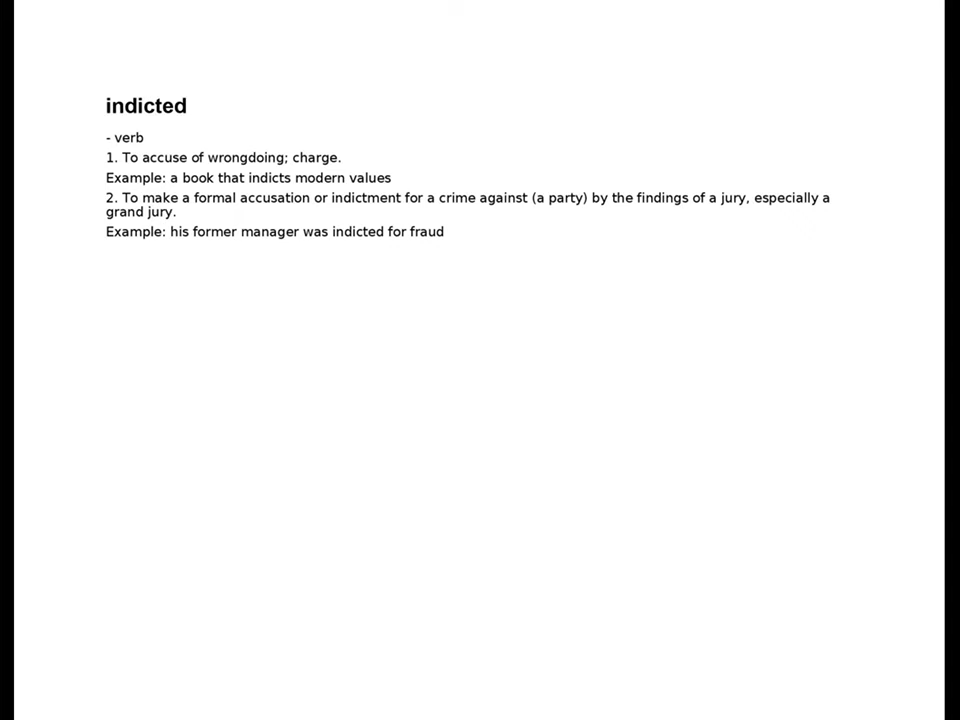 indicted
- verb
1. To accuse of wrongdoing; charge.
Example: a book that indicts modern values
2. To make a formal accusation or indictment for a crime against (a party) by the findings of a jury, especially a
grand jury.
Example: his former manager was indicted for fraud